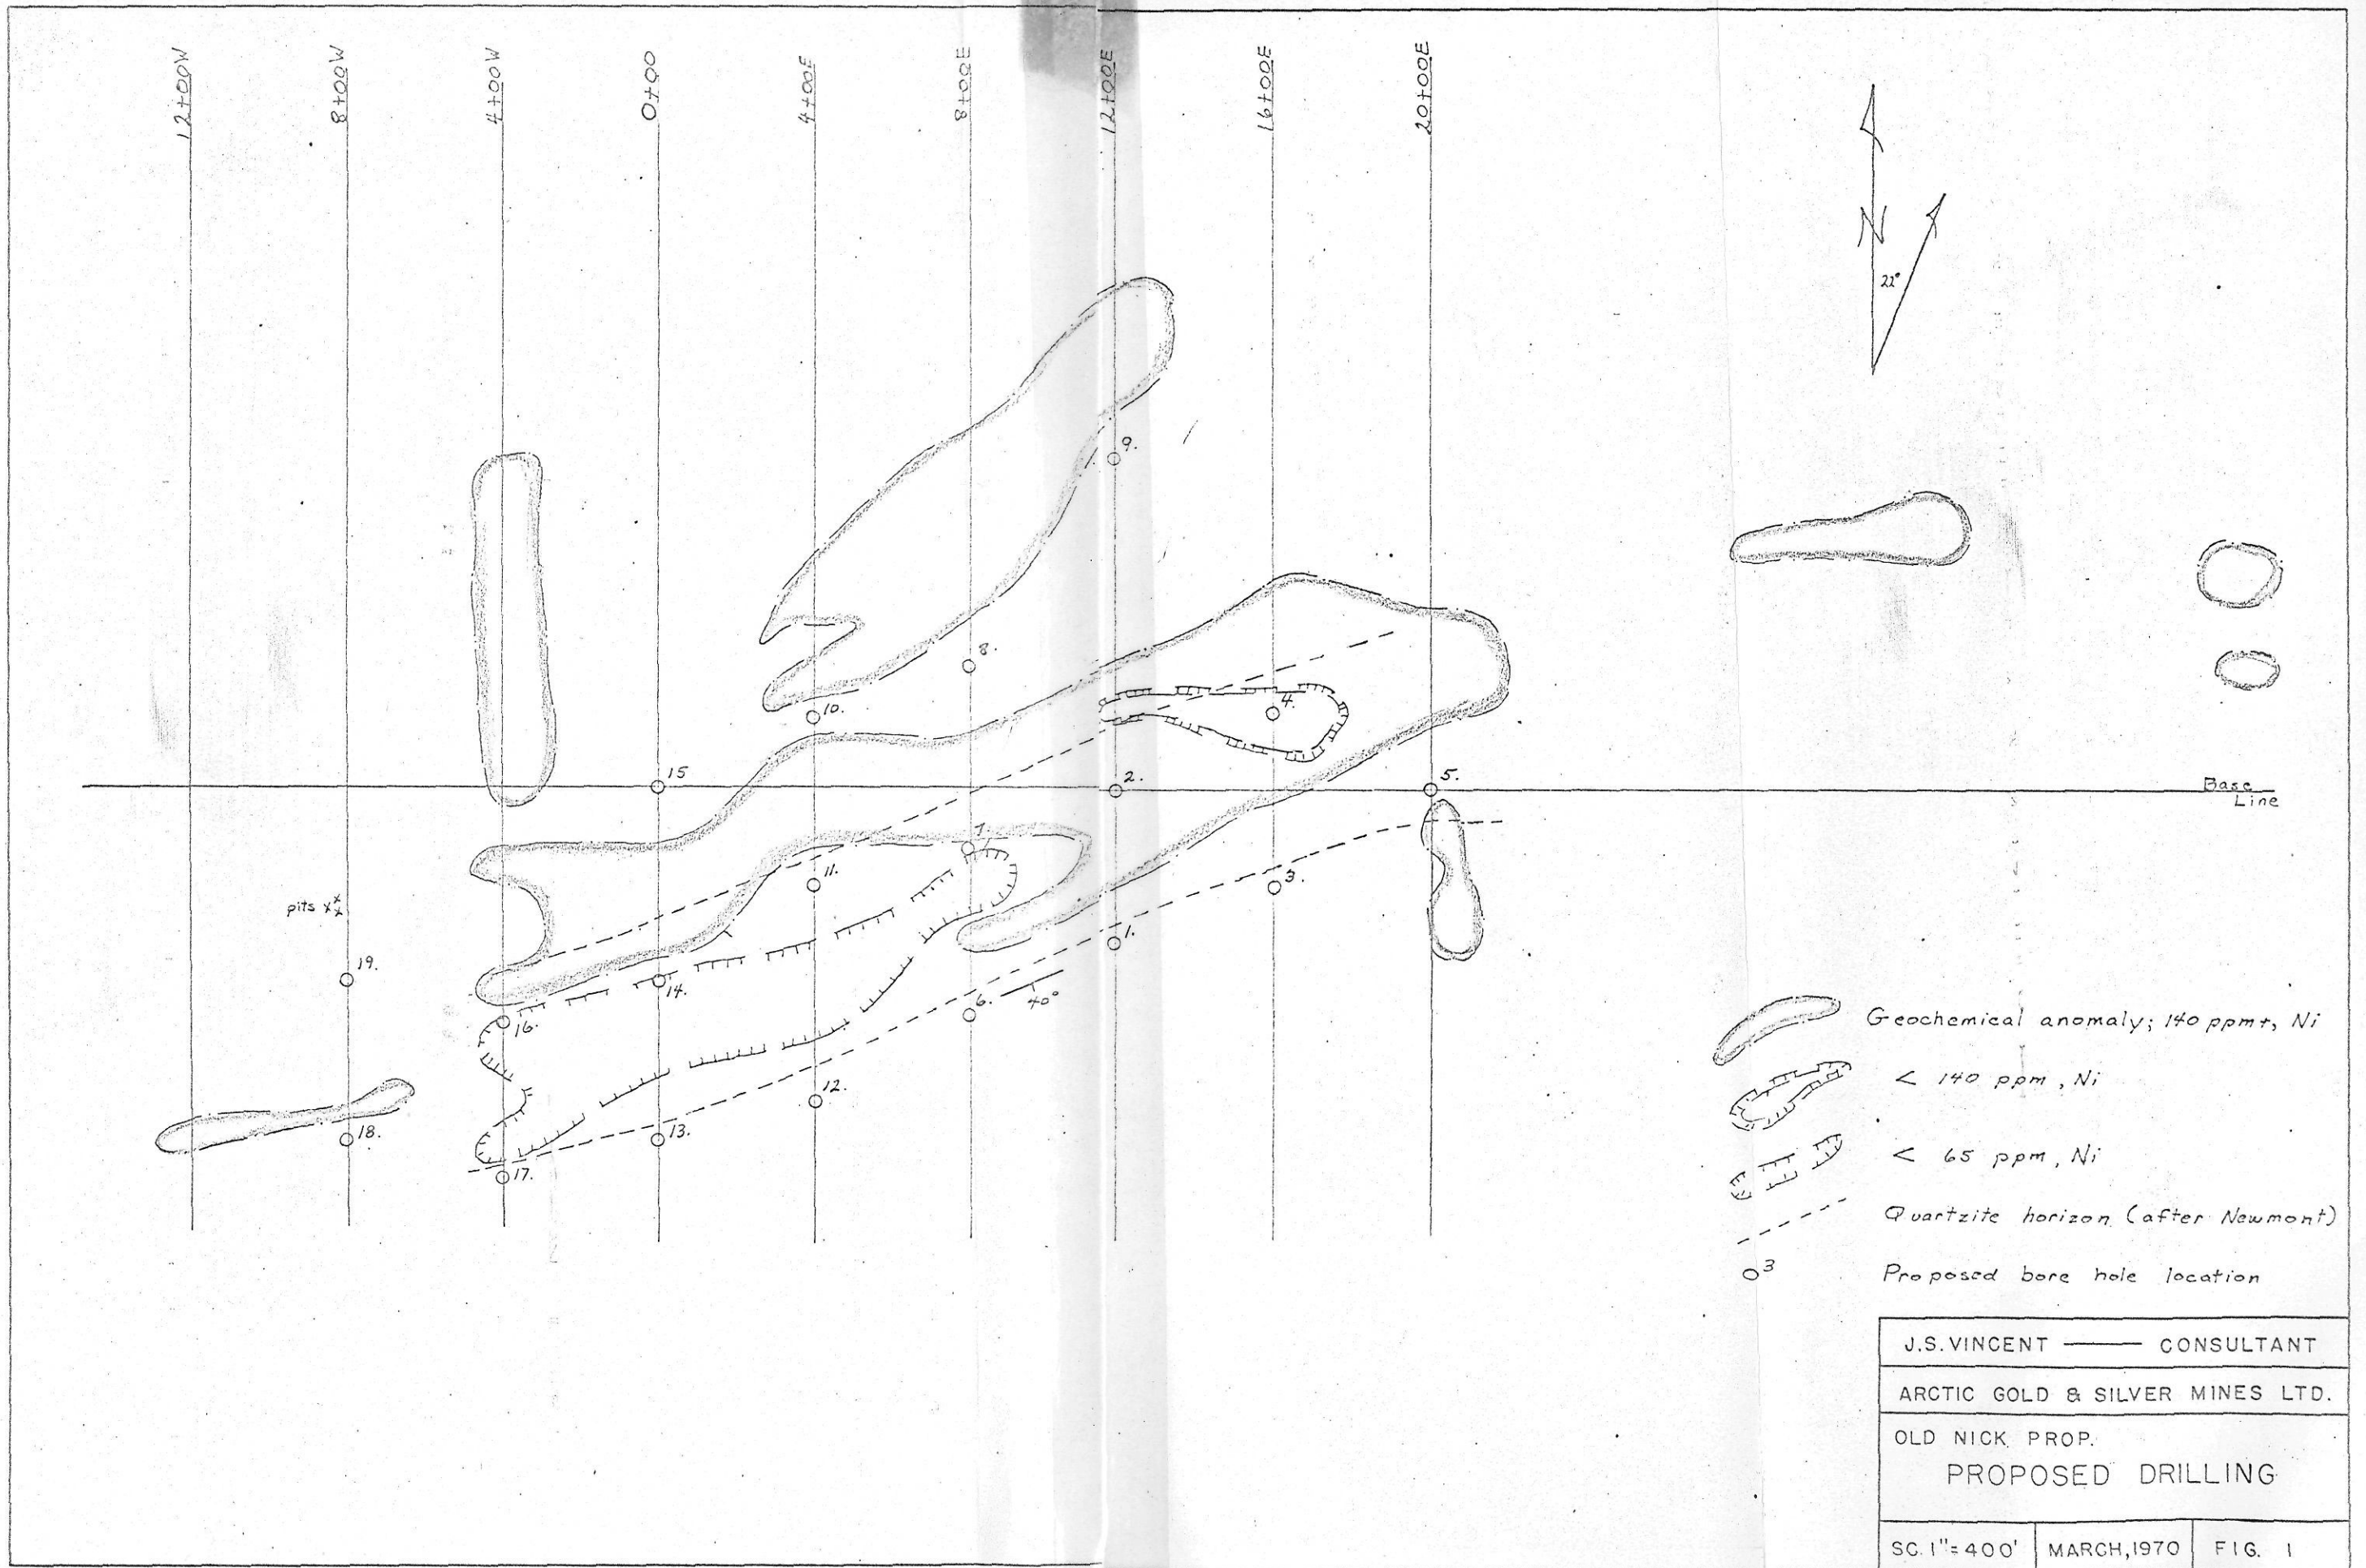 12+00W
8+00W
4+00W
0+00
4+00E
8+00E
12+00E
16+00E
20+00E
N
22°
9.
8.
10.
4.
15
2.
5.
Base
Line
7.
11.
3.
pits x x x
1.
19.
14.
6.
40°
16.
12.
18.
13.
17.
Geochemical anomaly; 140 ppm+, Ni
< 140 ppm, Ni
< 65 ppm, Ni
Quartzite horizon (after Newmont)
3
Proposed bore hole location
J.S. VINCENT —— CONSULTANT
ARCTIC GOLD & SILVER MINES LTD.
OLD NICK PROP.
PROPOSED DRILLING
SC. 1"=400' MARCH, 1970 FIG. 1